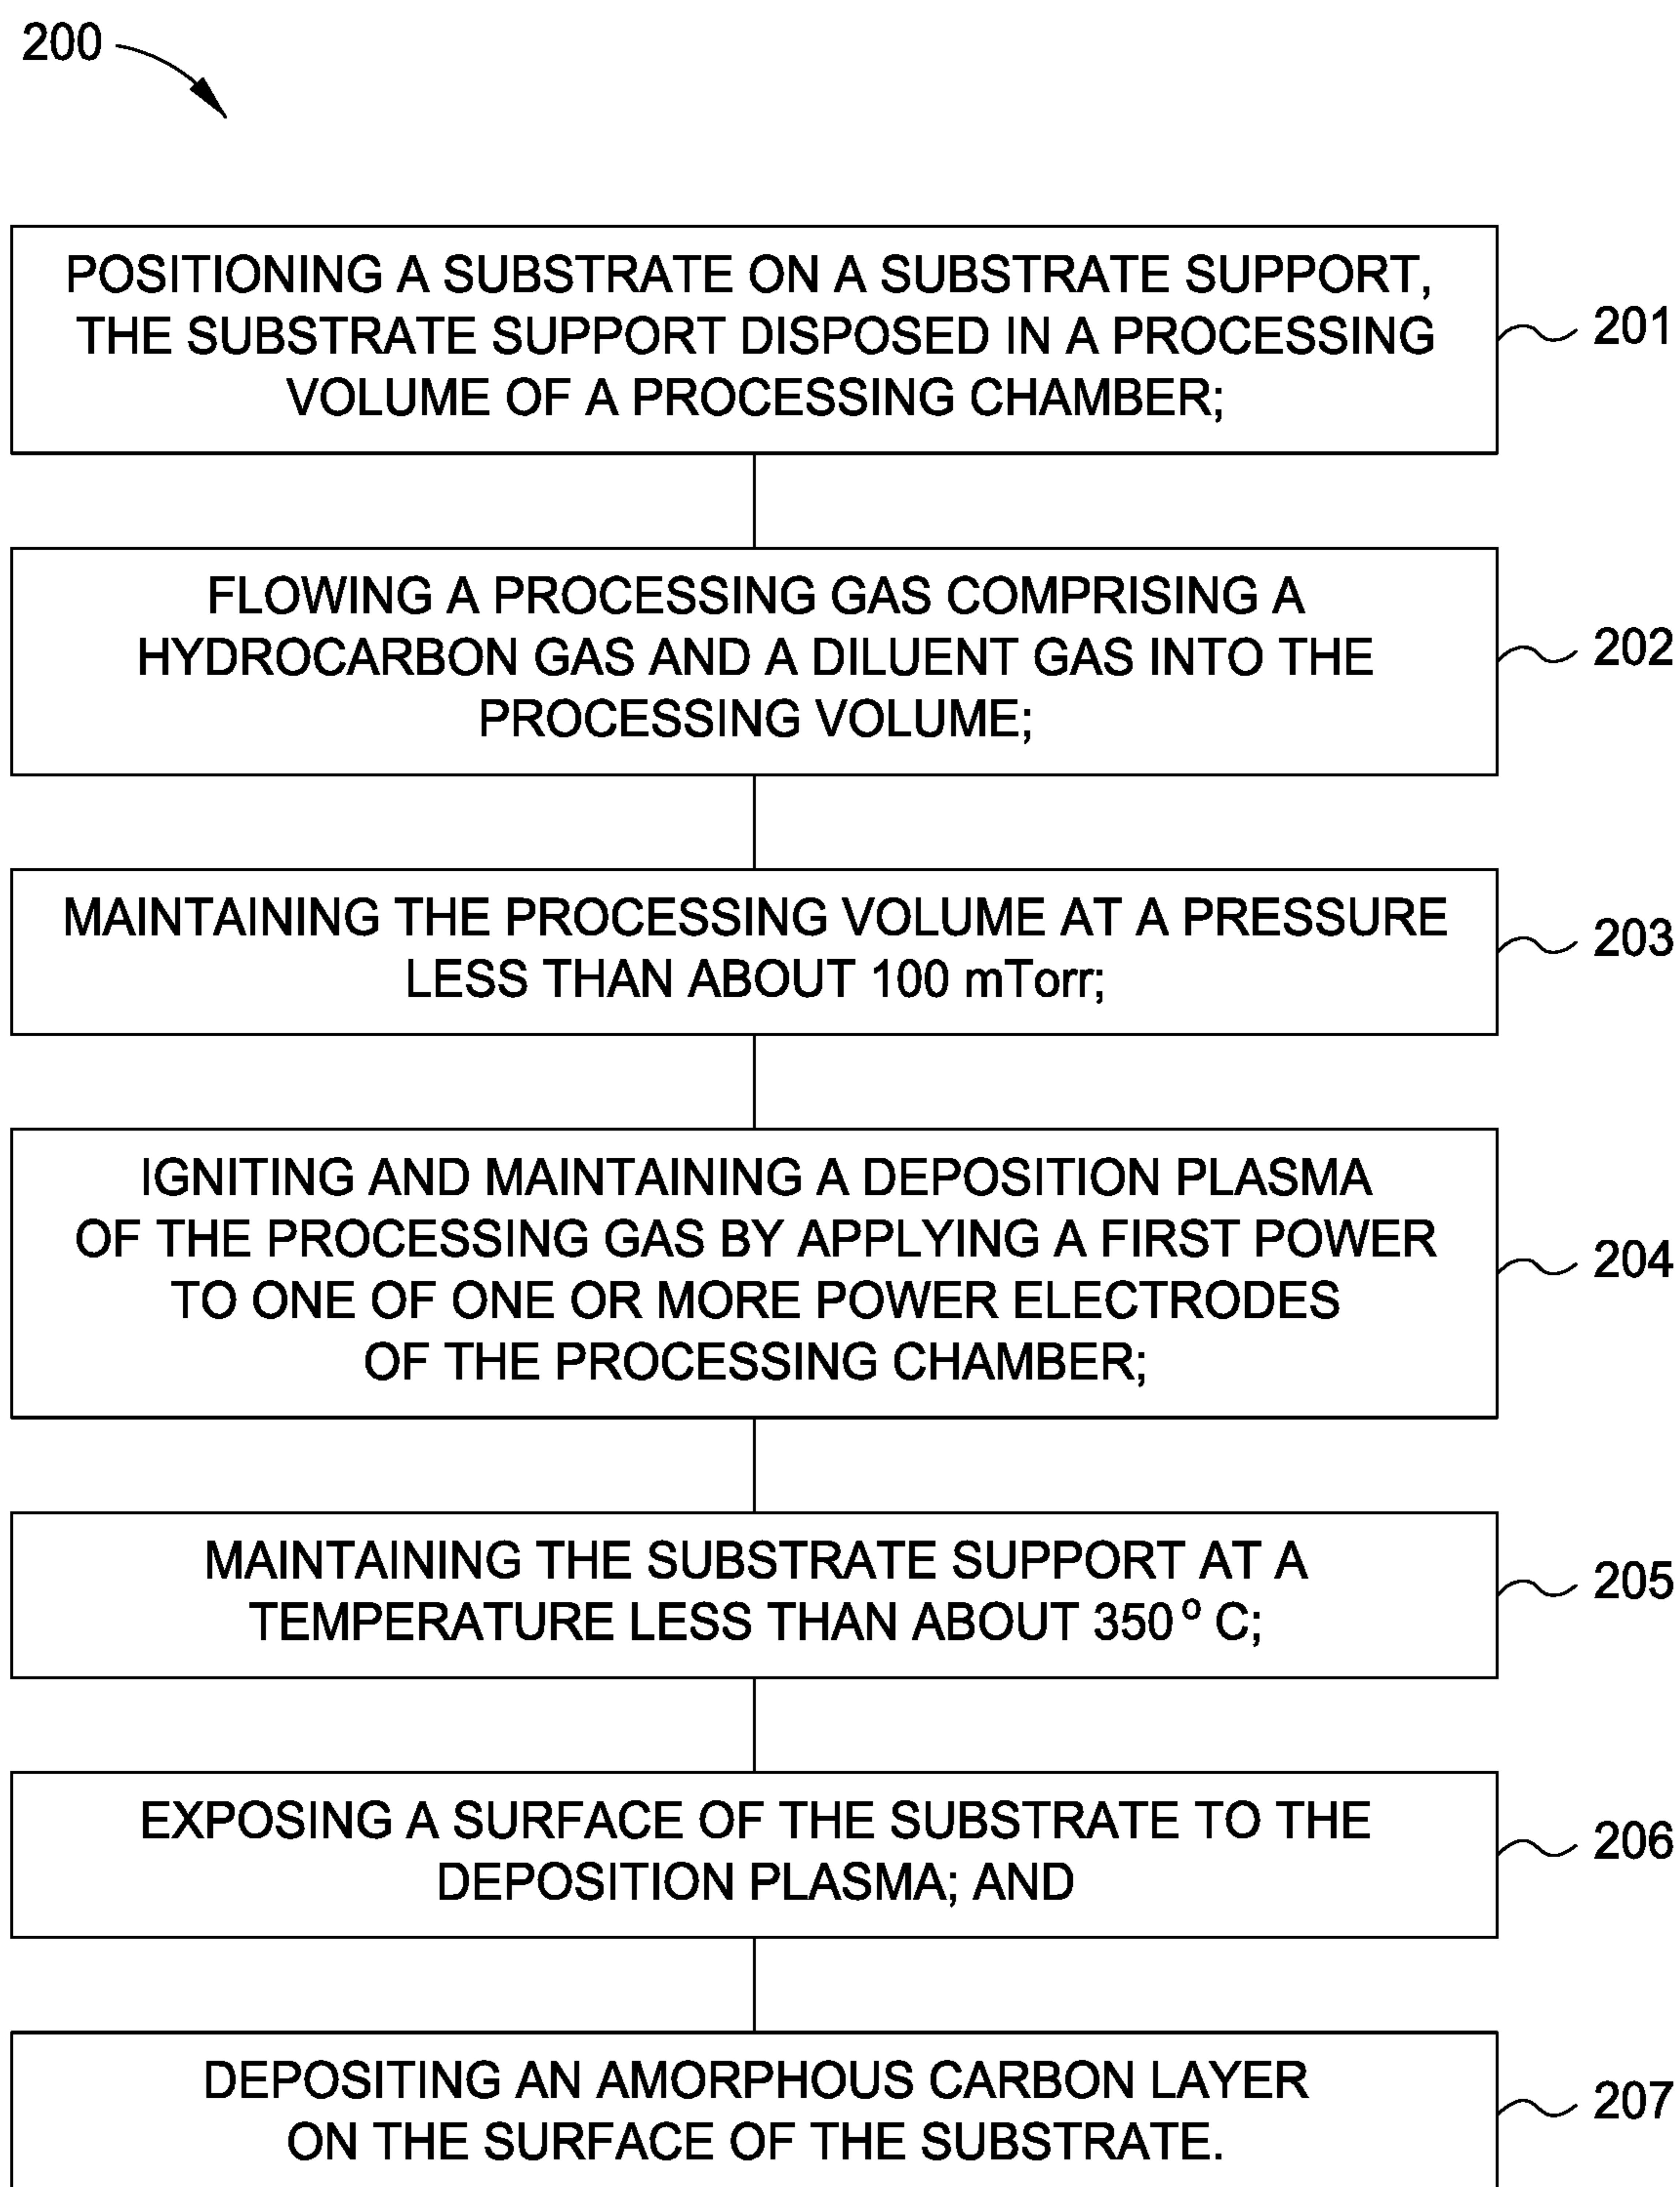 200
POSITIONING A SUBSTRATE ON A SUBSTRATE SUPPORT,
THE SUBSTRATE SUPPORT DISPOSED IN A PROCESSING
VOLUME OF A PROCESSING CHAMBER;
201
FLOWING A PROCESSING GAS COMPRISING A
HYDROCARBON GAS AND A DILUENT GAS INTO THE
PROCESSING VOLUME;
202
MAINTAINING THE PROCESSING VOLUME AT A PRESSURE
LESS THAN ABOUT 100 mTorr;
203
IGNITING AND MAINTAINING A DEPOSITION PLASMA
OF THE PROCESSING GAS BY APPLYING A FIRST POWER
TO ONE OF ONE OR MORE POWER ELECTRODES
OF THE PROCESSING CHAMBER;
204
MAINTAINING THE SUBSTRATE SUPPORT AT A
TEMPERATURE LESS THAN ABOUT 350° C;
205
EXPOSING A SURFACE OF THE SUBSTRATE TO THE
DEPOSITION PLASMA; AND
206
DEPOSITING AN AMORPHOUS CARBON LAYER
ON THE SURFACE OF THE SUBSTRATE.
207